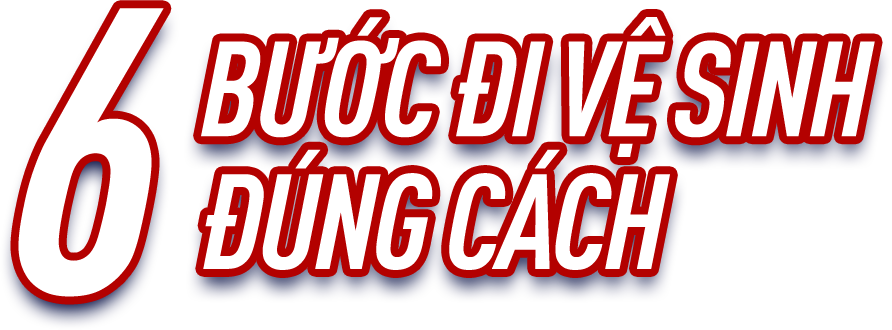 6 BƯỚC ĐI VỆ SINH
ĐÚNG CÁCH